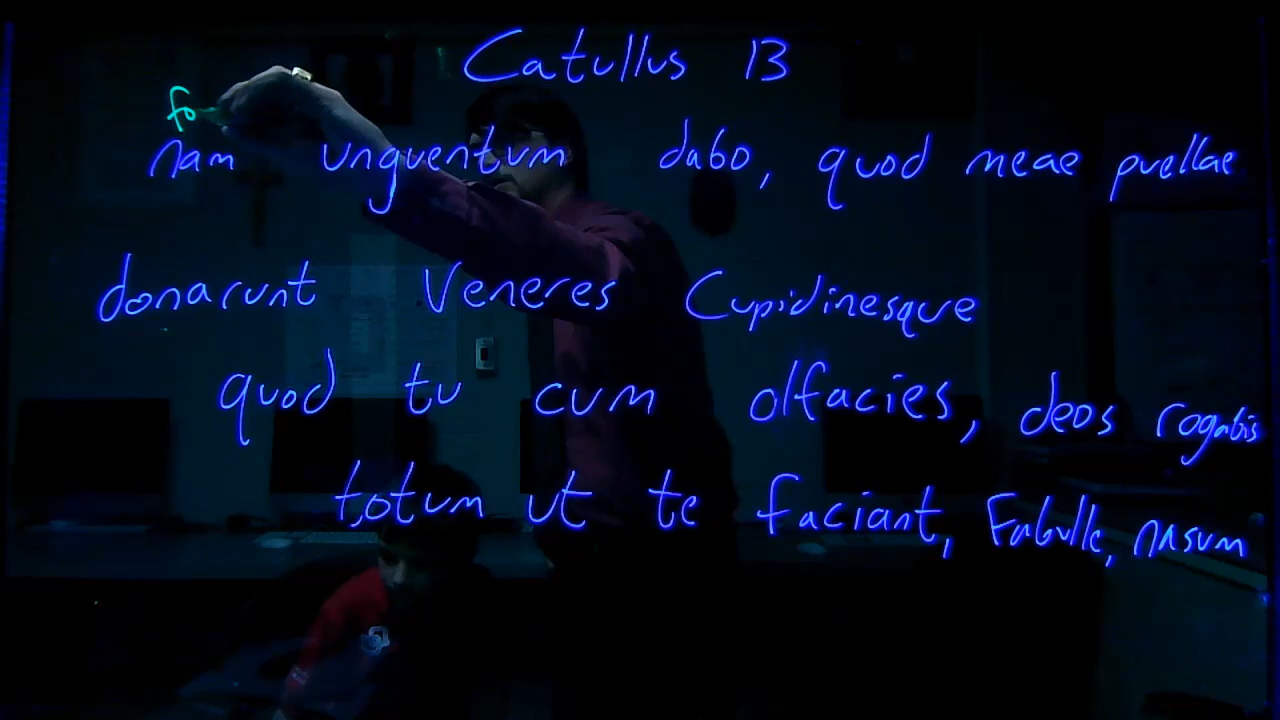 Catullus 13
fo
nam unguentum dabo, quod meae puellae
donarunt Veneres Cupidinesque
quod tu cum olfacies, deos rogabis
totum ut te faciant, Fabulle, nasum